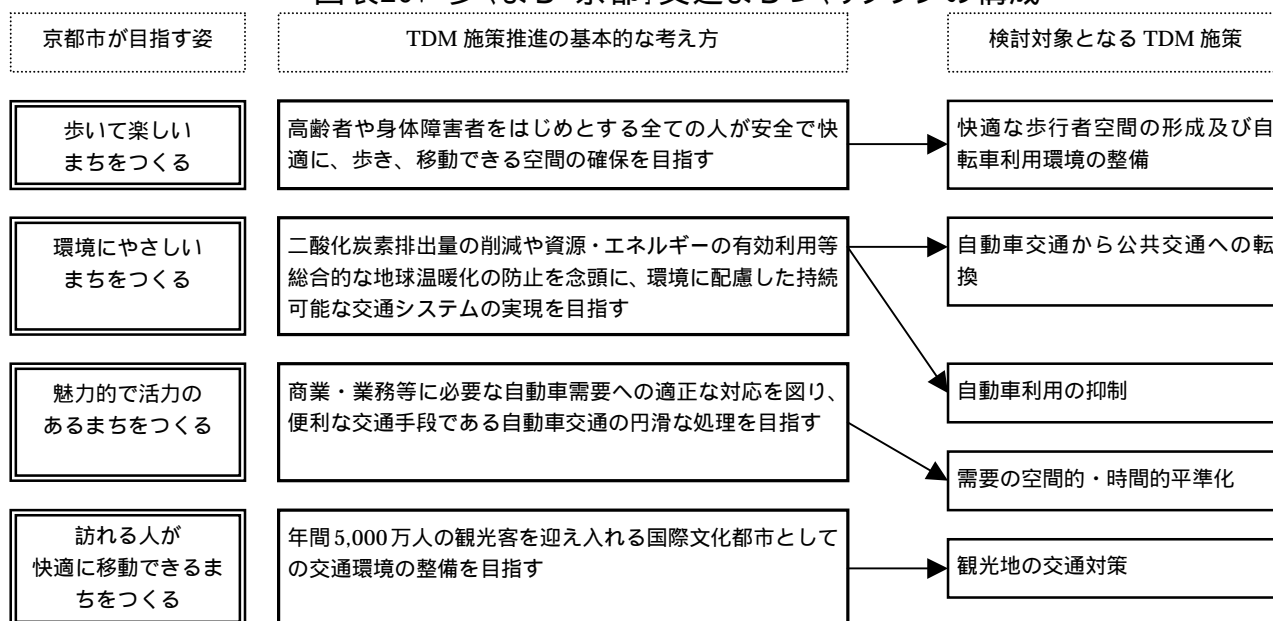 京都市が目指す姿
TDM 施策推進の基本的な考え方
検討対象となる TDM 施策
歩いて楽しい
まちをつくる
高齢者や身体障害者をはじめとする全ての人が安全で快
適に、歩き、移動できる空間の確保を目指す
快適な歩行者空間の形成及び自
転車利用環境の整備
環境にやさしい
まちをつくる
二酸化炭素排出量の削減や資源・エネルギーの有効利用等
総合的な地球温暖化の防止を念頭に、環境に配慮した持続
可能な交通システムの実現を目指す
自動車交通から公共交通への転
換
魅力的で活力の
あるまちをつくる
商業・業務等に必要な自動車需要への適正な対応を図り、
便利な交通手段である自動車交通の円滑な処理を目指す
自動車利用の抑制
需要の空間的・時間的平準化
訪れる人が
快適に移動できるま
ちをつくる
年間 5,000 万人の観光客を迎え入れる国際文化都市として
の交通環境の整備を目指す
観光地の交通対策